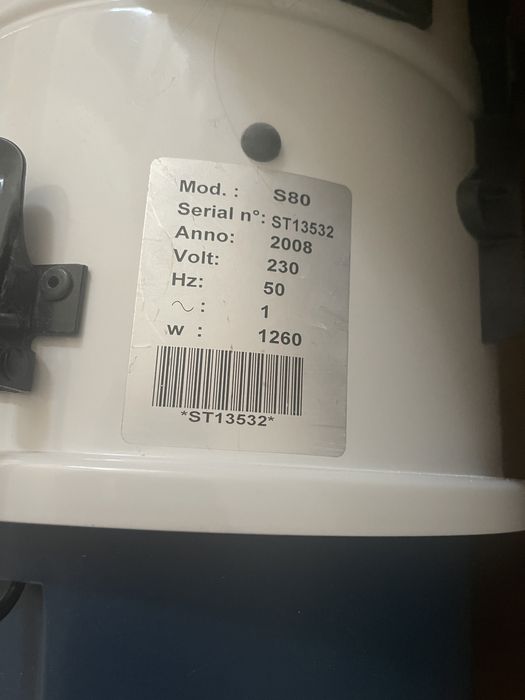 Mod. : S80
Serial n°: ST13532
Anno: 2008
Volt: 230
Hz: 50
~ : 1
w : 1260
*ST13532*